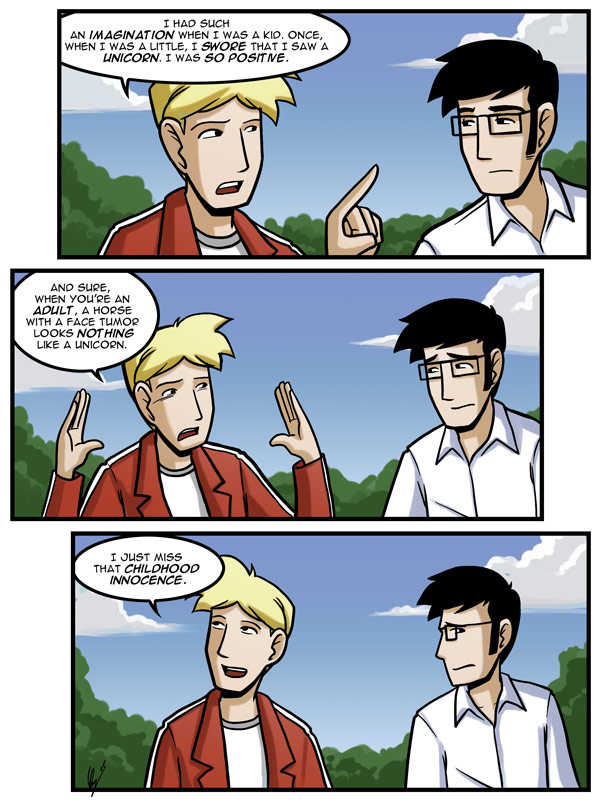 I HAD SUCH
AN IMAGINATION WHEN I WAS A KID. ONCE,
WHEN I WAS A LITTLE, I SWORE THAT I SAW A
UNICORN. I WAS SO POSITIVE.
AND SURE,
WHEN YOU'RE AN
ADULT, A HORSE
WITH A FACE TUMOR
LOOKS NOTHING
LIKE A UNICORN.
I JUST MISS
THAT CHILDHOOD
INNOCENCE.